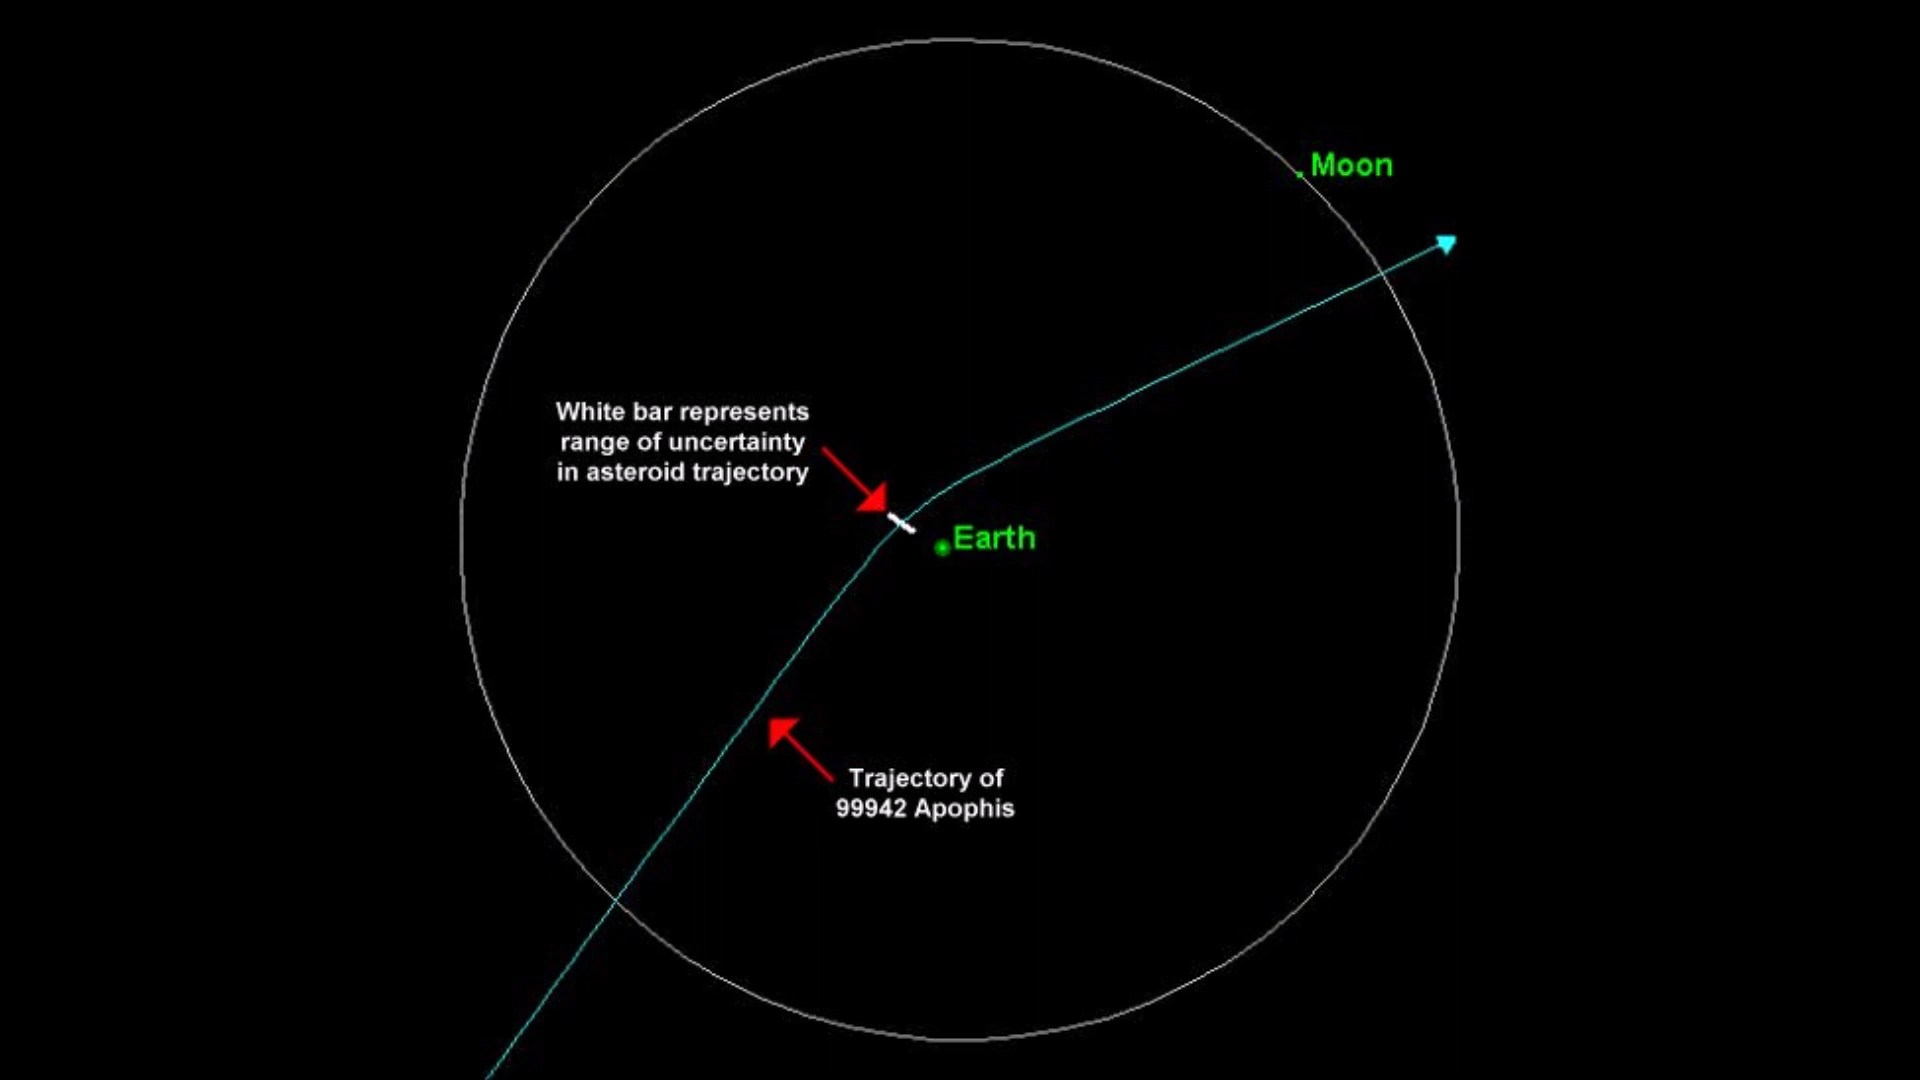 Moon
White bar represents
range of uncertainty
in asteroid trajectory
Earth
Trajectory of
99942 Apophis